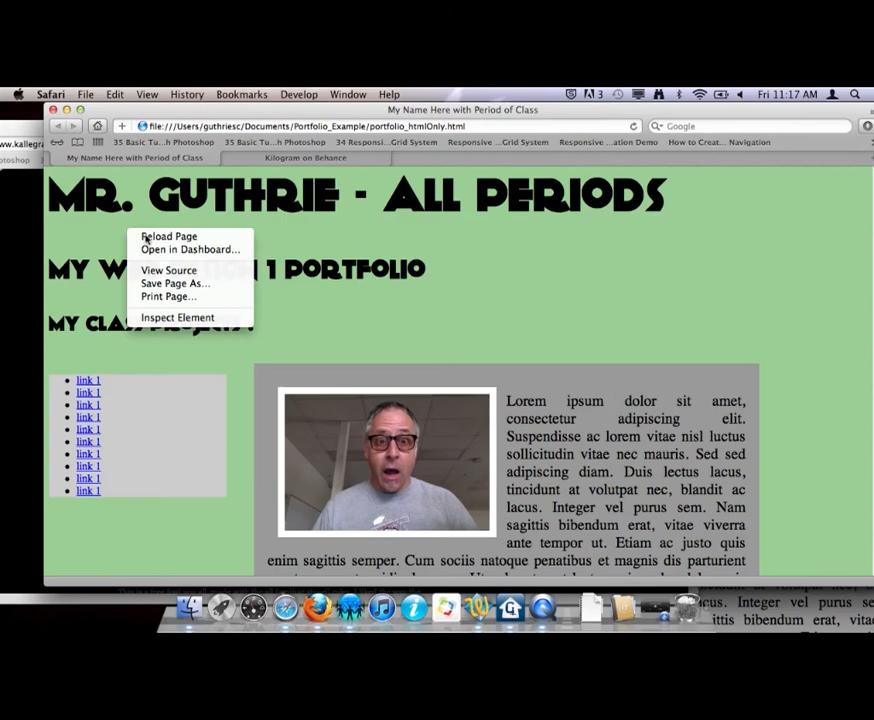 Safari File Edit View History Bookmarks Develop Window Help 3 Fri 11:17 AM
My Name Here with Period of Class
www.kallegra
file:///Users/guthriesc/Documents/Portfolio_Example/portfolio_htmlOnly.html
Google
35 Basic Tu...h Photoshop 35 Basic Tu...h Photoshop 34 Responsi...Grid System Responsive ...Grid System Responsive ...ation Demo How to Creat... Navigation
My Name Here with Period of Class Kilogram on Behance
MR. GUTHRIE - ALL PERIODS
Reload Page
Open in Dashboard...
View Source
Save Page As...
Print Page...
Inspect Element
MY 1 PORTFOLIO
MY
link 1
link 1
link 1
link 1
link 1
link 1
link 1
link 1
link 1
link 1
Lorem ipsum dolor sit amet,
consectetur adipiscing elit.
Suspendisse ac lorem vitae nisl luctus
sollicitudin vitae nec mauris. Sed sed
adipiscing diam. Duis lectus lacus,
tincidunt at volutpat nec, blandit ac
lacus. Integer vel purus sem. Nam
sagittis bibendum erat, vitae viverra
ante tempor ut. Etiam ac justo quis
enim sagittis semper. Cum sociis natoque penatibus et magnis dis parturient
Integer vel purus se
ittis bibendum erat, vitae